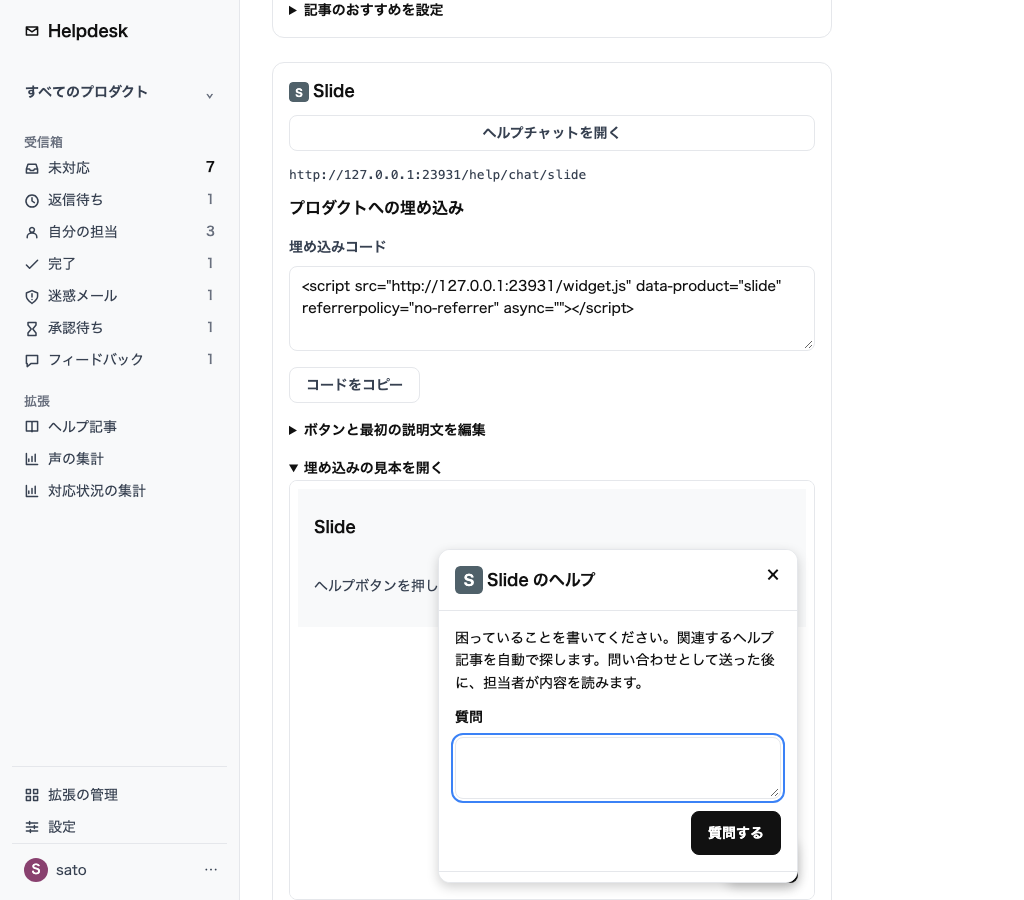 Helpdesk
すべてのプロダクト
受信箱
未対応 7
返信待ち 1
自分の担当 3
完了 1
迷惑メール 1
承認待ち 1
フィードバック 1
拡張
ヘルプ記事
声の集計
対応状況の集計
拡張の管理
設定
S sato ...
▶ 記事のおすすめを設定
S Slide
ヘルプチャットを開く
http://127.0.0.1:23931/help/chat/slide
プロダクトへの埋め込み
埋め込みコード
<script src="http://127.0.0.1:23931/widget.js" data-product="slide"
referrerpolicy="no-referrer" async=""></script>
コードをコピー
▶ ボタンと最初の説明文を編集
▼ 埋め込みの見本を開く
Slide
ヘルプボタンを押し
S Slide のヘルプ ×
困っていることを書いてください。関連するヘルプ
記事を自動で探します。問い合わせとして送った後
に、担当者が内容を読みます。
質問
質問する